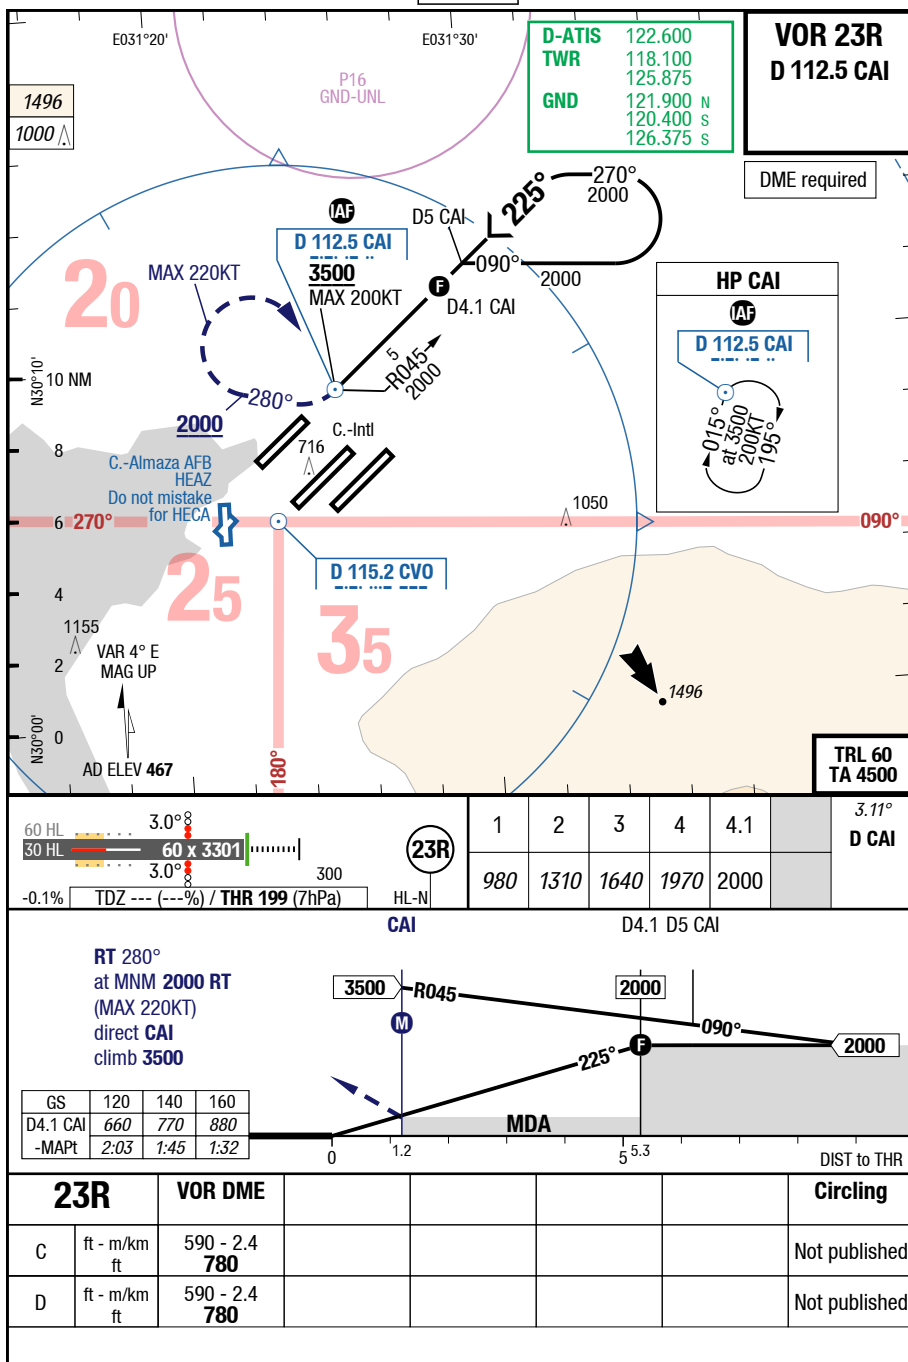 E031°20'
E031°30'
P16
GND-UNL
D-ATIS 122.600
TWR 118.100
125.875
GND 121.900 N
120.400 S
126.375 S
VOR 23R
D 112.5 CAI
DME required
1496
1000
IAF
D 112.5 CAI
3500
MAX 200KT
D5 CAI
225°
270°
2000
090°
2000
F
D4.1 CAI
5
R045
2000
MAX 220KT
20
280°
2000
HP CAI
IAF
D 112.5 CAI
015°
at 3500
200KT
195°
N30°10'
10 NM
8
6
4
2
0
N30°00'
C.-Intl
716
C.-Almaza AFB
HEAZ
Do not mistake
for HECA
270°
1050
090°
D 115.2 CVO
25
35
1155
VAR 4° E
MAG UP
1496
180°
AD ELEV 467
TRL 60
TA 4500
60 HL
30 HL
3.0°
60 x 3301
3.0°
300
-0.1%
TDZ --- (---%) / THR 199 (7hPa)
23R
HL-N
1 2 3 4 4.1
980 1310 1640 1970 2000
3.11°
D CAI
CAI
D4.1 D5 CAI
RT 280°
at MNM 2000 RT
(MAX 220KT)
direct CAI
climb 3500
3500
R045
2000
M
090°
F
2000
225°
MDA
GS 120 140 160
D4.1 CAI 660 770 880
-MAPt 2:03 1:45 1:32
0 1.2 5 5.3
DIST to THR
23R VOR DME Circling
C ft - m/km 590 - 2.4 Not published
ft 780
D ft - m/km 590 - 2.4 Not published
ft 780